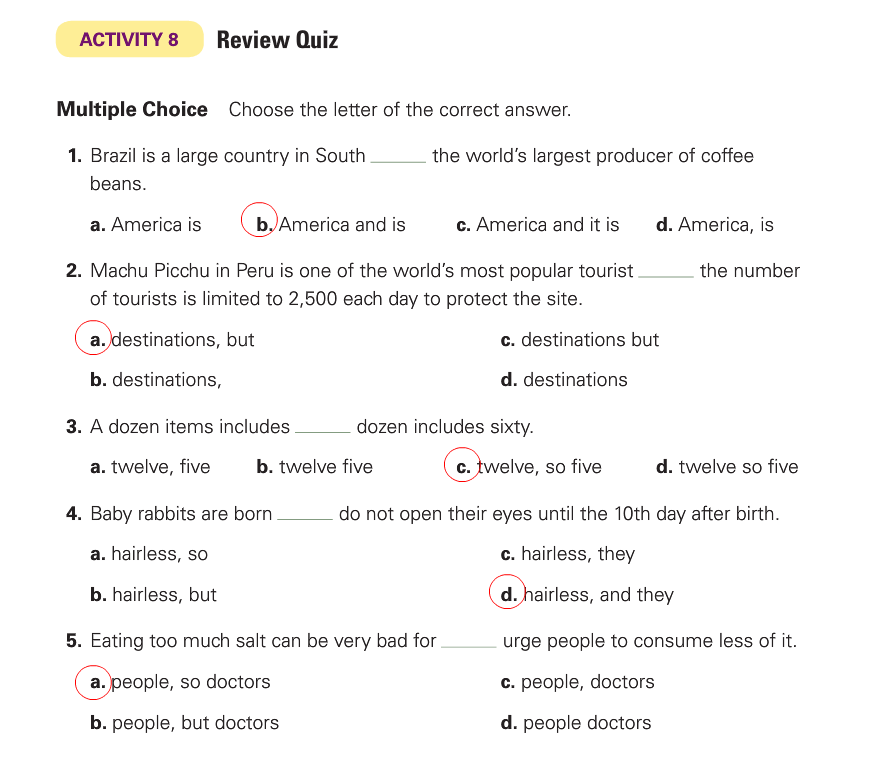 ACTIVITY 8 Review Quiz
Multiple Choice Choose the letter of the correct answer.
1. Brazil is a large country in South _____ the world's largest producer of coffee
beans.
a. America is b. America and is c. America and it is d. America, is
2. Machu Picchu in Peru is one of the world's most popular tourist _____ the number
of tourists is limited to 2,500 each day to protect the site.
a. destinations, but c. destinations but
b. destinations, d. destinations
3. A dozen items includes _____ dozen includes sixty.
a. twelve, five b. twelve five c. twelve, so five d. twelve so five
4. Baby rabbits are born _____ do not open their eyes until the 10th day after birth.
a. hairless, so c. hairless, they
b. hairless, but d. hairless, and they
5. Eating too much salt can be very bad for _____ urge people to consume less of it.
a. people, so doctors c. people, doctors
b. people, but doctors d. people doctors